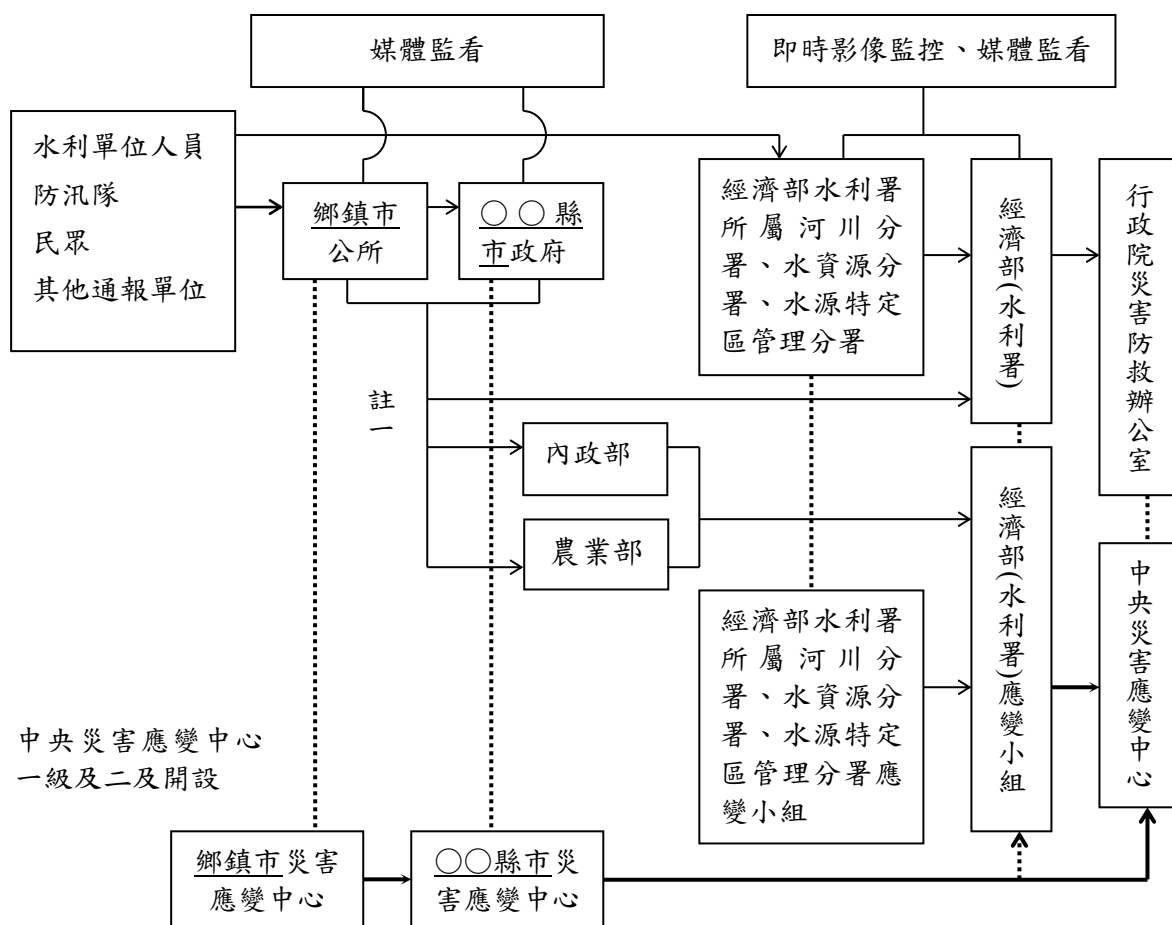 媒體監看
即時影像監控、媒體監看
水利單位人員
防汛隊
民眾
其他通報單位
鄉鎮市
公所
○○縣
市政府
經濟部水利署
所屬河川分
署、水資源分
署、水源特定
區管理分署
經濟部(水利署)
行政院災害防救辦公室
註一
內政部
農業部
經濟部水利署
所屬河川分
署、水資源分
署、水源特定
區管理分署應
變小組
經濟部(水利署)應變小組
中央災害應變中心
中央災害應變中心
一級及二及開設
鄉鎮市災害
應變中心
○○縣市災
害應變中心